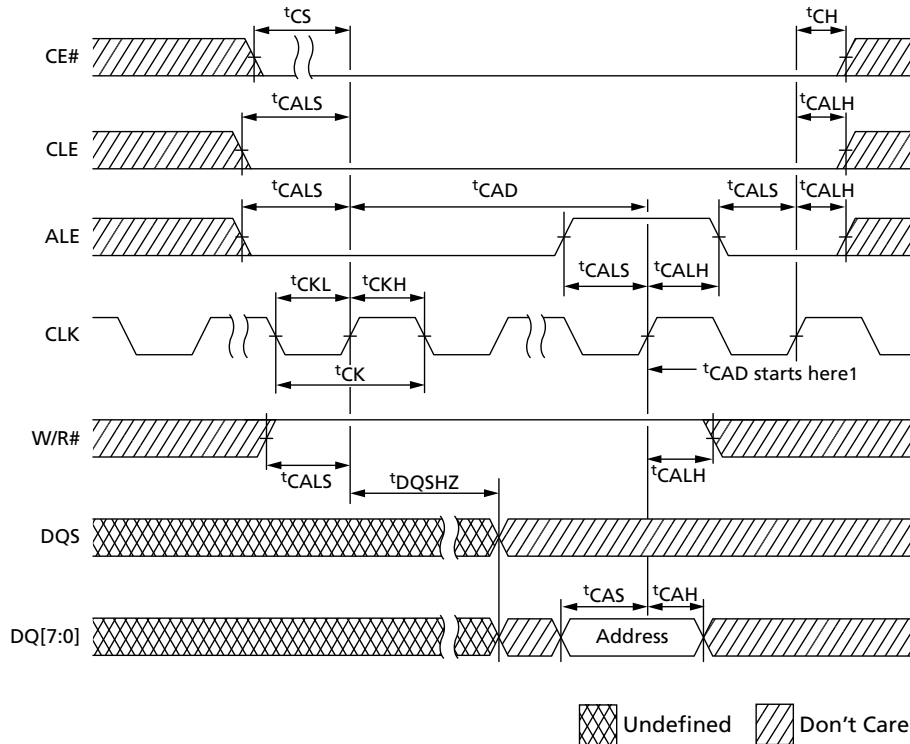 tCS tCH
CE#
tCALS tCALH
CLE
tCALS tCAD tCALS tCALH
ALE
tCALS tCALH
tCKL tCKH
CLK
tCK tCAD starts here1
W/R#
tCALS tCALH
tDQSHZ
DQS
tCAS tCAH
DQ[7:0] Address
Undefined Don't Care